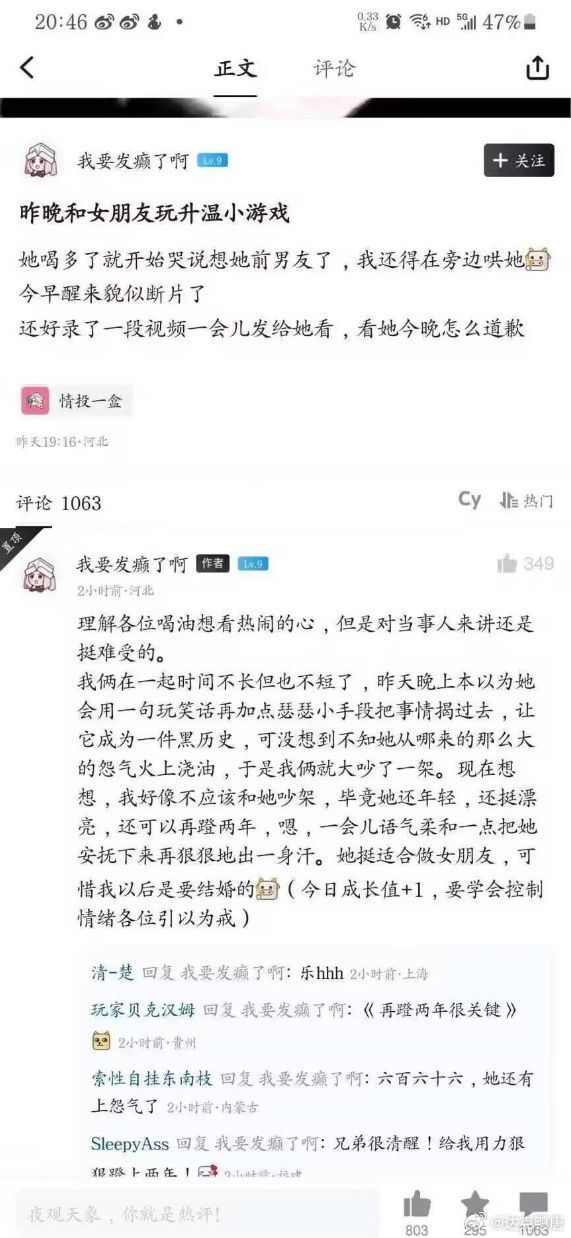 20:46
0.33 K/s
HD
5G
47%
正文
评论
我要发癫了啊 Lv.9
+ 关注
昨晚和女朋友玩升温小游戏
她喝多了就开始哭说想她前男友了，我还得在旁边哄她
今早醒来貌似断片了
还好录了一段视频一会儿发给她看，看她今晚怎么道歉
情投一盒
昨天19:16·河北
评论 1063
Cy
热门
置顶
我要发癫了啊 作者 Lv.9
349
2小时前·河北
理解各位喝油想看热闹的心，但是对当事人来讲还是
挺难受的。
我俩在一起时间不长但也不短了，昨天晚上本以为她
会用一句玩笑话再加点瑟瑟小手段把事情揭过去，让
它成为一件黑历史，可没想到不知她从哪来的那么大
的怨气火上浇油，于是我俩就大吵了一架。现在想
想，我好像不应该和她吵架，毕竟她还年轻，还挺漂
亮，还可以再蹬两年，嗯，一会儿语气柔和一点把她
安抚下来再狠狠地出一身汗。她挺适合做女朋友，可
惜我以后是要结婚的（今日成长值+1，要学会控制
情绪各位引以为戒）
清-楚 回复 我要发癫了啊: 乐hhh 2小时前·上海
玩家贝克汉姆 回复 我要发癫了啊:《再蹬两年很关键》
2小时前·贵州
索性自挂东南枝 回复 我要发癫了啊: 六百六十六，她还有
上怨气了 2小时前·内蒙古
SleepyAss 回复 我要发癫了啊: 兄弟很清醒！给我用力狠
狠蹬上两年！ 2小时前·福建
夜观天象，你就是热评!
803
295
1063